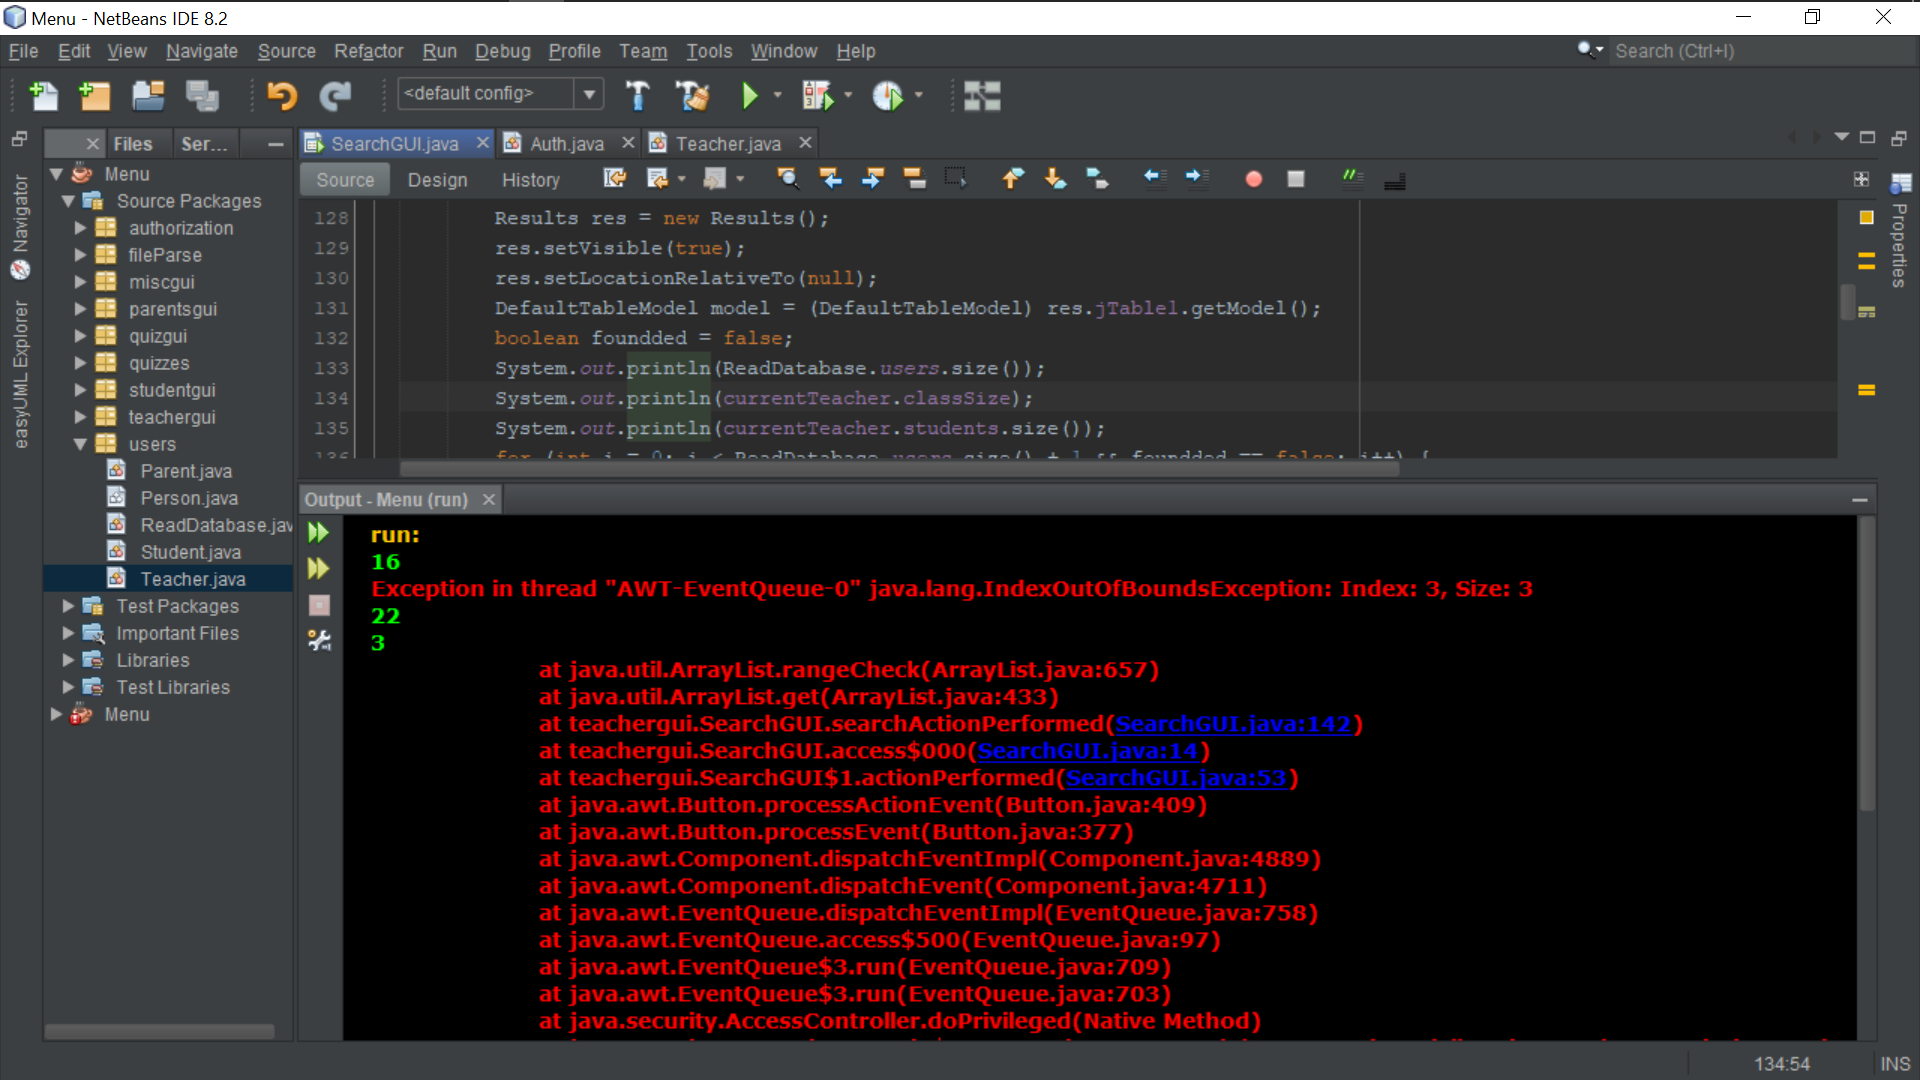 Menu - NetBeans IDE 8.2
File Edit View Navigate Source Refactor Run Debug Profile Team Tools Window Help
Search (Ctrl+I)
<default config>
Files
Ser...
SearchGUI.java
Auth.java
Teacher.java
Source
Design
History
Navigator
easyUML Explorer
Properties
Menu
Source Packages
authorization
fileParse
miscgui
parentsgui
quizgui
quizzes
studentgui
teachergui
users
Parent.java
Person.java
ReadDatabase.jav
Student.java
Teacher.java
Test Packages
Important Files
Libraries
Test Libraries
Menu
128 Results res = new Results();
129 res.setVisible(true);
130 res.setLocationRelativeTo(null);
131 DefaultTableModel model = (DefaultTableModel) res.jTable1.getModel();
132 boolean foundded = false;
133 System.out.println(ReadDatabase.users.size());
134 System.out.println(currentTeacher.classSize);
135 System.out.println(currentTeacher.students.size());
136 for (int i = 0; i < ReadDatabase.users.size() + 1 && foundded == false; i++) {
Output - Menu (run)
run:
16
Exception in thread "AWT-EventQueue-0" java.lang.IndexOutOfBoundsException: Index: 3, Size: 3
22
3
at java.util.ArrayList.rangeCheck(ArrayList.java:657)
at java.util.ArrayList.get(ArrayList.java:433)
at teachergui.SearchGUI.searchActionPerformed(SearchGUI.java:142)
at teachergui.SearchGUI.access$000(SearchGUI.java:14)
at teachergui.SearchGUI$1.actionPerformed(SearchGUI.java:53)
at java.awt.Button.processActionEvent(Button.java:409)
at java.awt.Button.processEvent(Button.java:377)
at java.awt.Component.dispatchEventImpl(Component.java:4889)
at java.awt.Component.dispatchEvent(Component.java:4711)
at java.awt.EventQueue.dispatchEventImpl(EventQueue.java:758)
at java.awt.EventQueue.access$500(EventQueue.java:97)
at java.awt.EventQueue$3.run(EventQueue.java:709)
at java.awt.EventQueue$3.run(EventQueue.java:703)
at java.security.AccessController.doPrivileged(Native Method)
134:54
INS